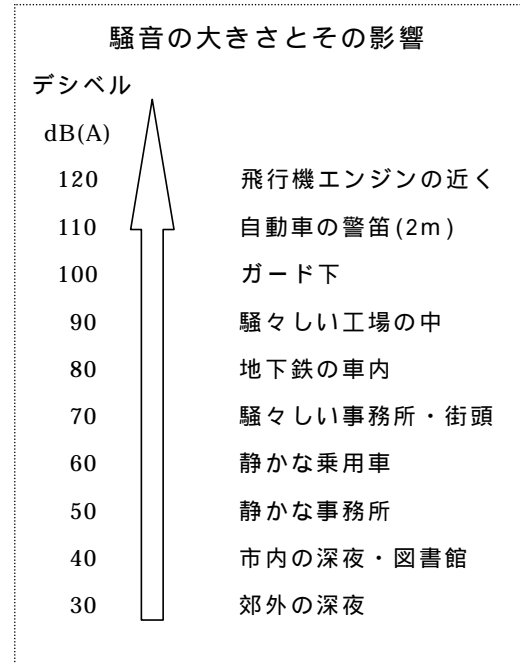 騒音の大きさとその影響
デシベル
dB(A)
120 飛行機エンジンの近く
110 自動車の警笛(2m)
100 ガード下
90 騒々しい工場の中
80 地下鉄の車内
70 騒々しい事務所・街頭
60 静かな乗用車
50 静かな事務所
40 市内の深夜・図書館
30 郊外の深夜